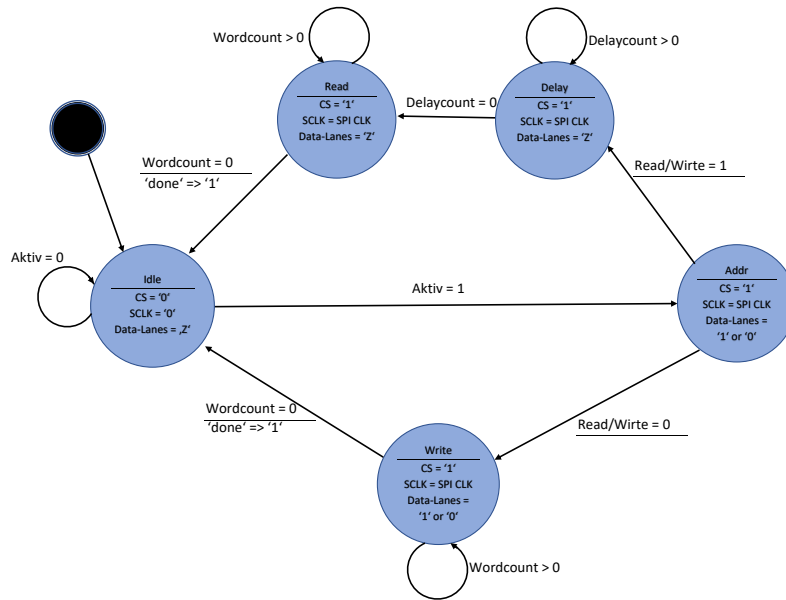 Wordcount > 0
Delaycount > 0
Read
CS = ‘1‘
SCLK = SPI CLK
Data-Lanes = ‘Z‘
Delaycount = 0
Delay
CS = ‘1‘
SCLK = SPI CLK
Data-Lanes = ‘Z‘
Wordcount = 0
‘done‘ => ‘1‘
Read/Wirte = 1
Aktiv = 0
Idle
CS = ‘0‘
SCLK = ‘0‘
Data-Lanes = ‚Z‘
Aktiv = 1
Addr
CS = ‘1‘
SCLK = SPI CLK
Data-Lanes =
‘1‘ or ‘0‘
Wordcount = 0
‘done‘ => ‘1‘
Read/Wirte = 0
Write
CS = ‘1‘
SCLK = SPI CLK
Data-Lanes =
‘1‘ or ‘0‘
Wordcount > 0